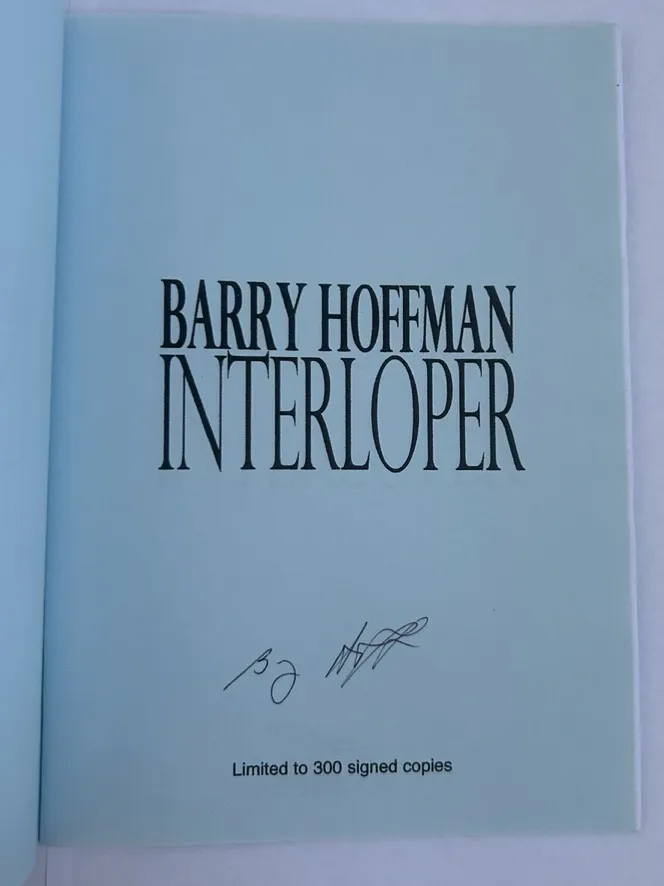 BARRY HOFFMAN
INTERLOPER
Limited to 300 signed copies